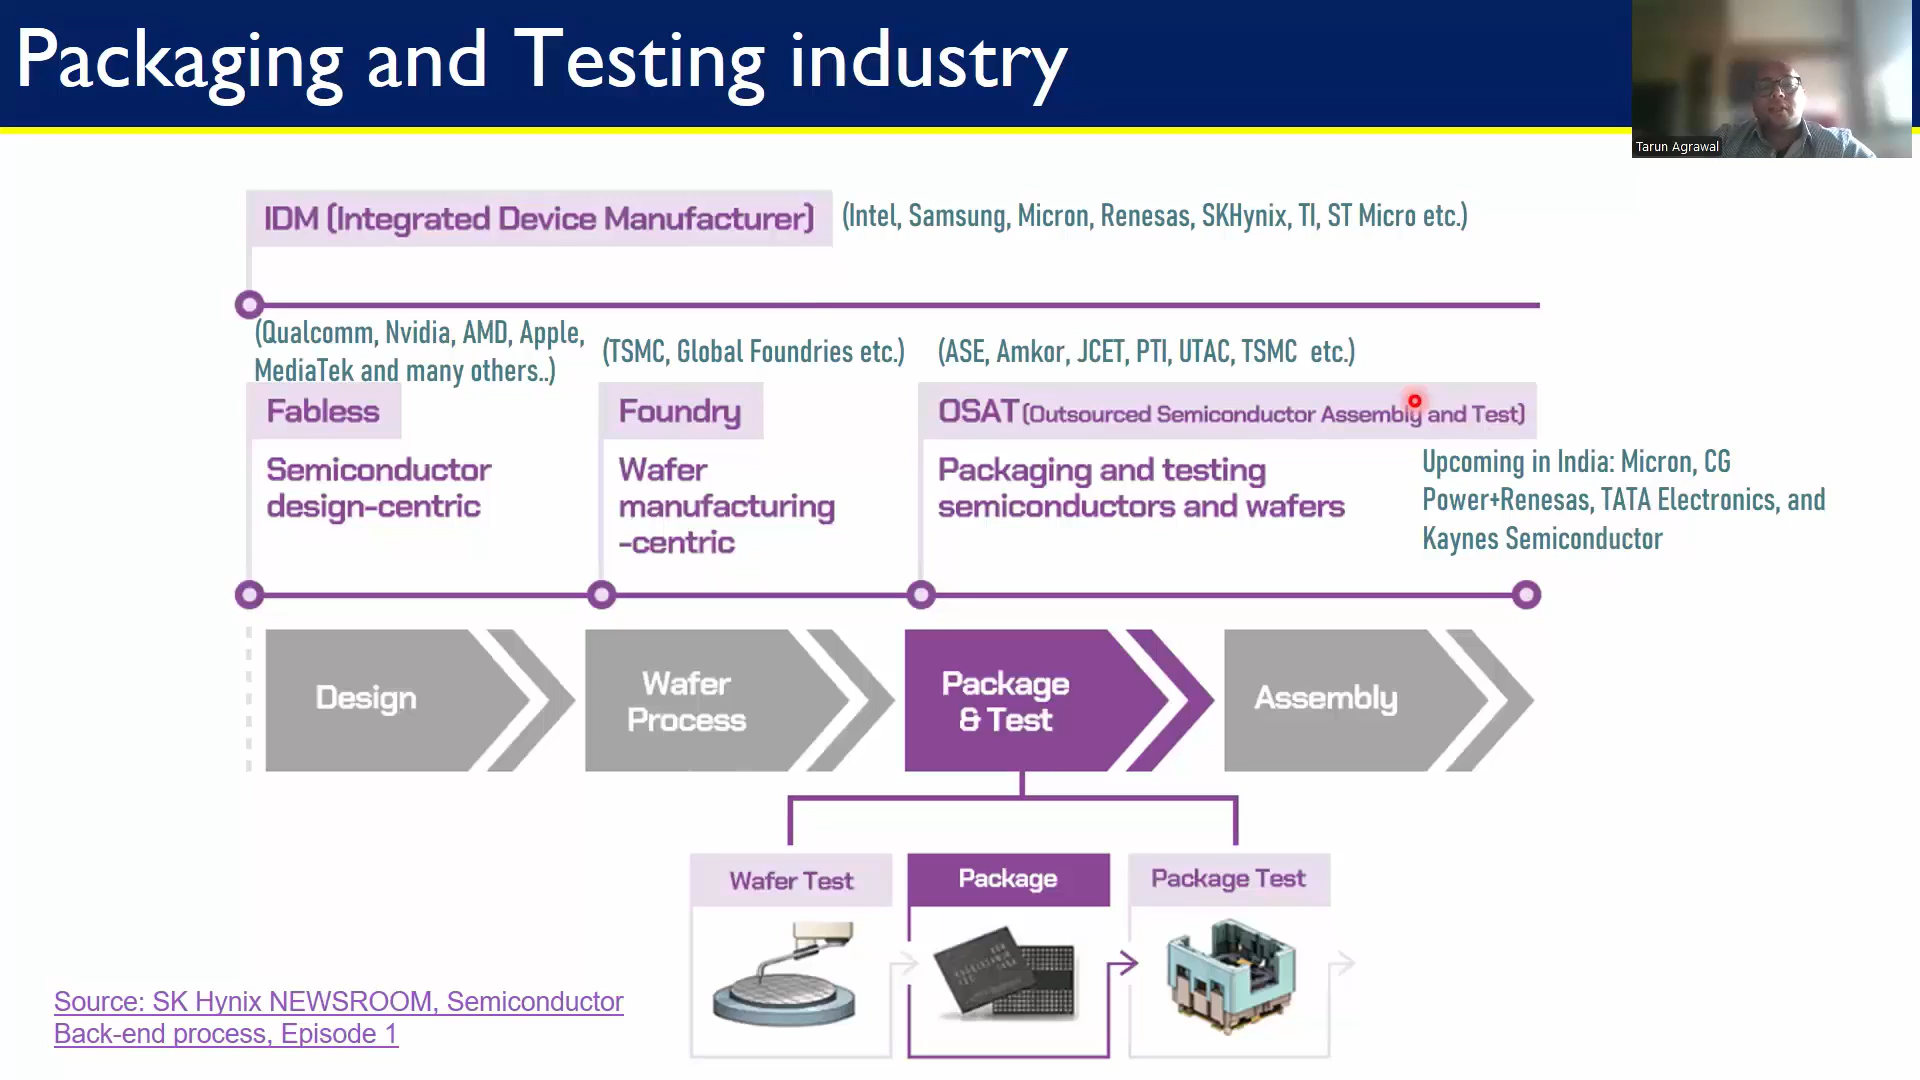 Packaging and Testing industry
Tarun Agrawal
IDM (Integrated Device Manufacturer)
(Intel, Samsung, Micron, Renesas, SKHynix, TI, ST Micro etc.)
(Qualcomm, Nvidia, AMD, Apple,
MediaTek and many others..)
(TSMC, Global Foundries etc.)
(ASE, Amkor, JCET, PTI, UTAC, TSMC etc.)
Fabless
Semiconductor
design-centric
Foundry
Wafer
manufacturing
-centric
OSAT (Outsourced Semiconductor Assembly and Test)
Packaging and testing
semiconductors and wafers
Upcoming in India: Micron, CG
Power+Renesas, TATA Electronics, and
Kaynes Semiconductor
Design
Wafer
Process
Package
& Test
Assembly
Wafer Test
Package
Package Test
Source: SK Hynix NEWSROOM, Semiconductor
Back-end process, Episode 1